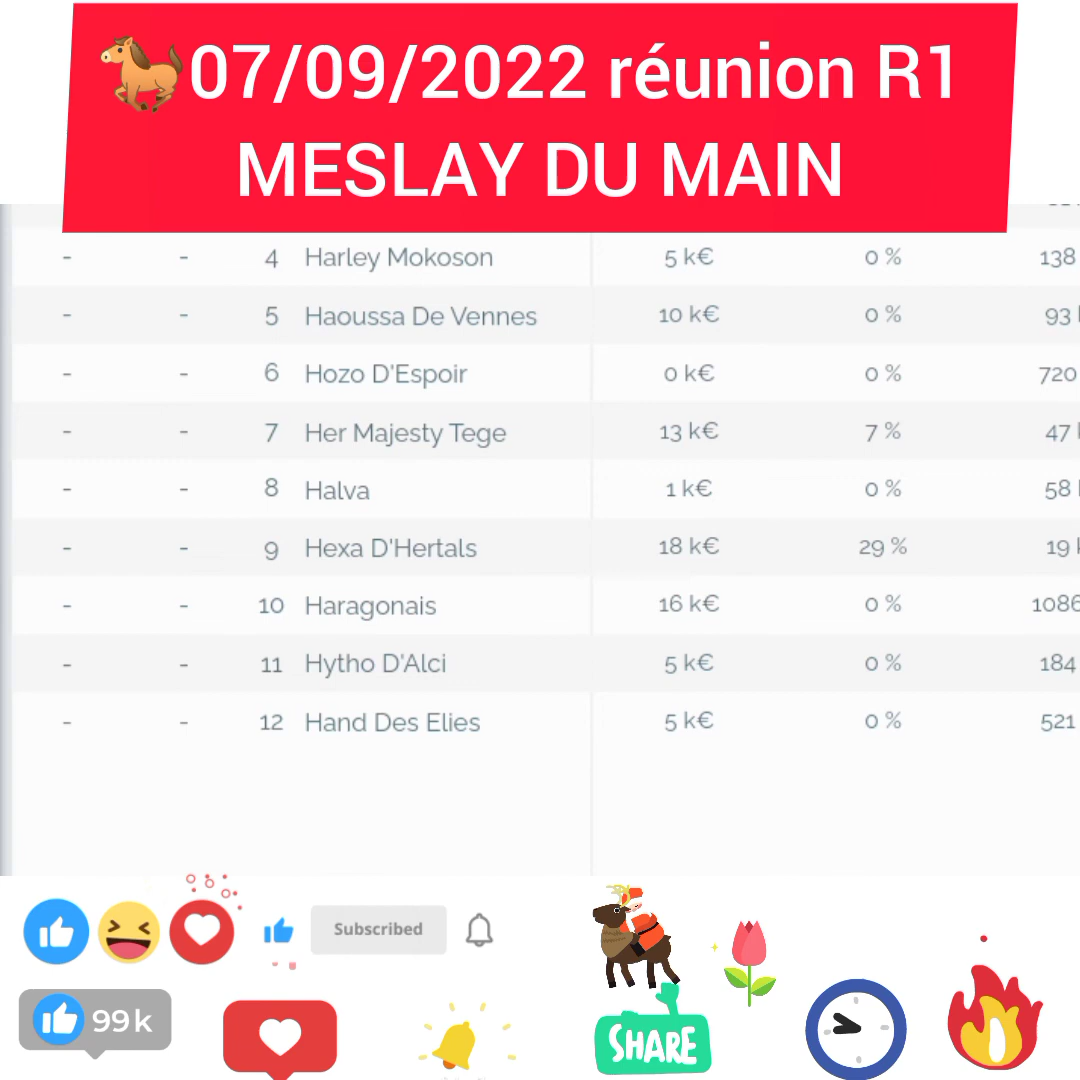 07/09/2022 réunion R1
MESLAY DU MAIN
- - 4 Harley Mokoson 5 k€ 0 % 138
- - 5 Haoussa De Vennes 10 k€ 0 % 93
- - 6 Hozo D'Espoir 0 k€ 0 % 720
- - 7 Her Majesty Tege 13 k€ 7 % 47
- - 8 Halva 1 k€ 0 % 58
- - 9 Hexa D'Hertals 18 k€ 29 % 19
- - 10 Haragonais 16 k€ 0 % 1086
- - 11 Hytho D'Alci 5 k€ 0 % 184
- - 12 Hand Des Elies 5 k€ 0 % 521
Subscribed
99k
SHARE